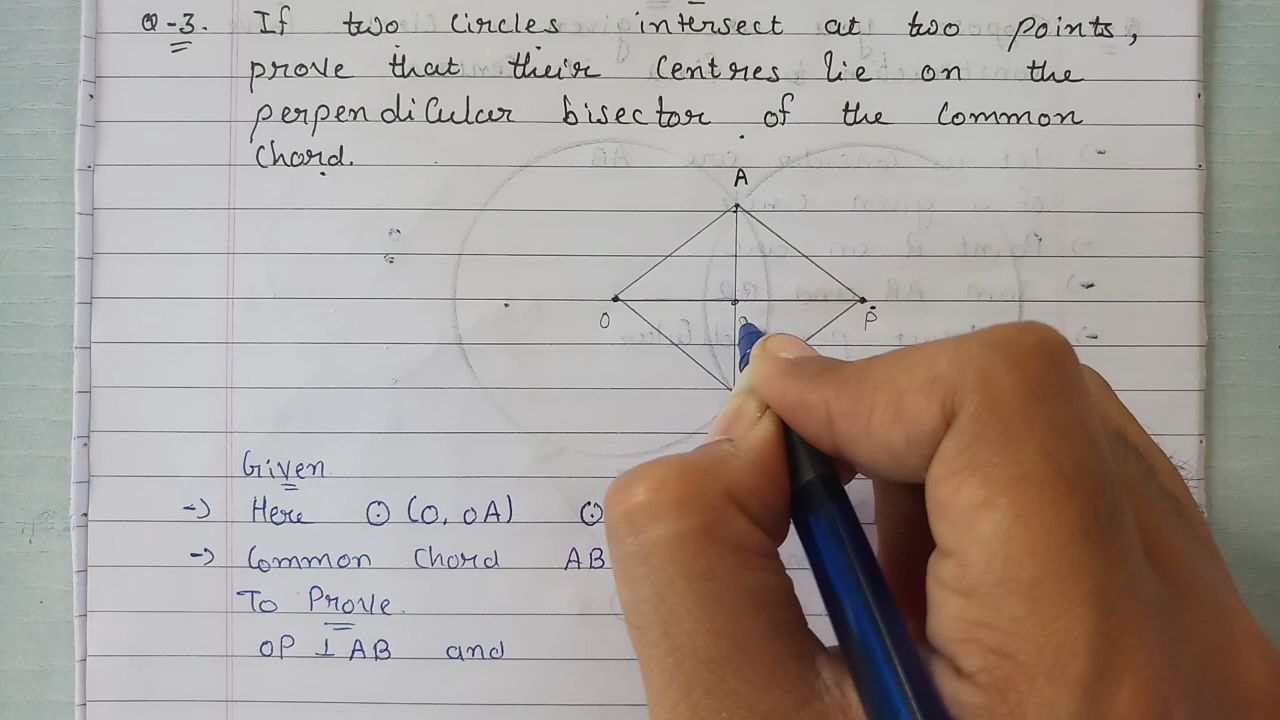 Q-3. If two circles intersect at two points,
prove that their centres lie on the
perpendicular bisector of the common
chord.
A
O
P
Given
-> Here ⊙ (O, OA) ⊙
-> Common Chord AB
To Prove.
OP ⊥ AB and